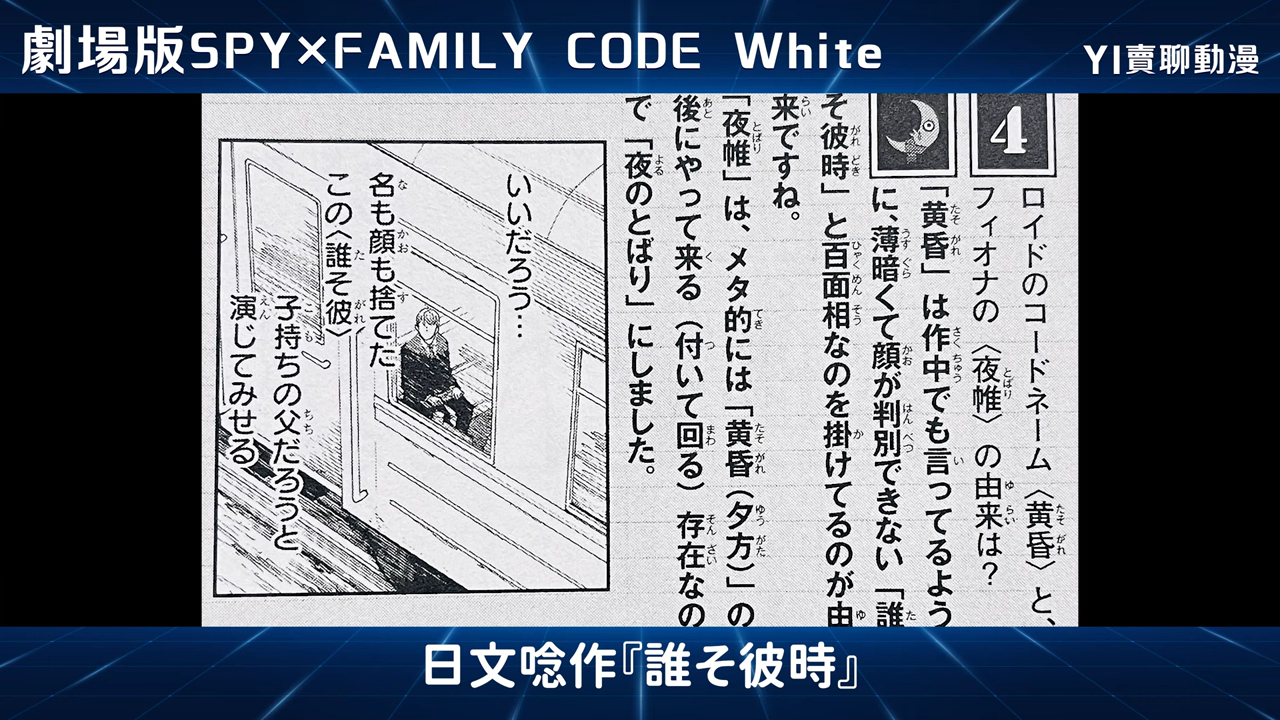 劇場版SPY×FAMILY CODE White
YI賣聊動漫
4
ロイドのコードネーム〈黄昏〉と、
フィオナの〈夜帷〉の由来は？
「黄昏」は作中でも言ってるよう
に、薄暗くて顔が判別できない「誰
そ彼時」と百面相なのを掛けてるのが由
来ですね。
「夜帷」は、メタ的には「黄昏（夕方）」の
後にやって来る（付いて回る）存在なの
で「夜のとばり」にしました。
いいだろう…
名も顔も捨てた
この〈誰そ彼〉
子持ちの父だろうと
演じてみせる
日文唸作『誰そ彼時』